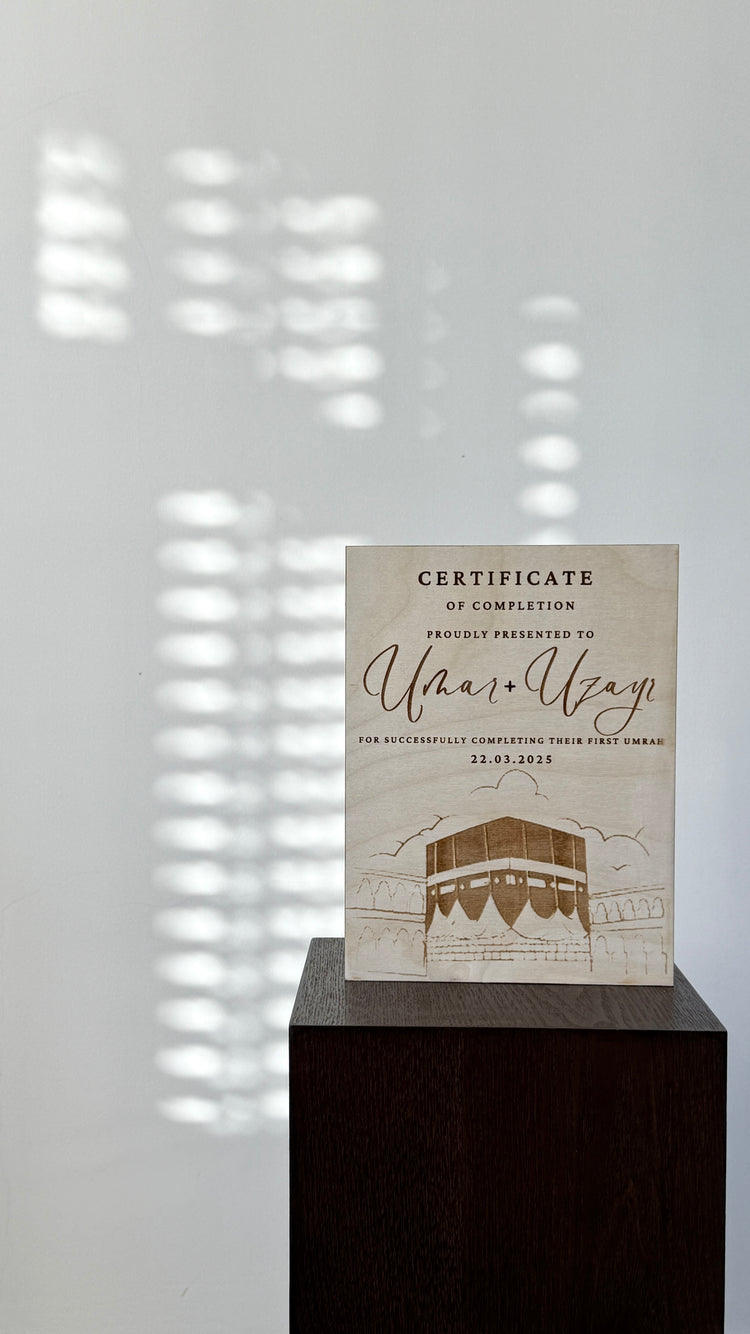 CERTIFICATE
OF COMPLETION
PROUDLY PRESENTED TO
Umar + Uzayr
FOR SUCCESSFULLY COMPLETING THEIR FIRST UMRAH
22.03.2025